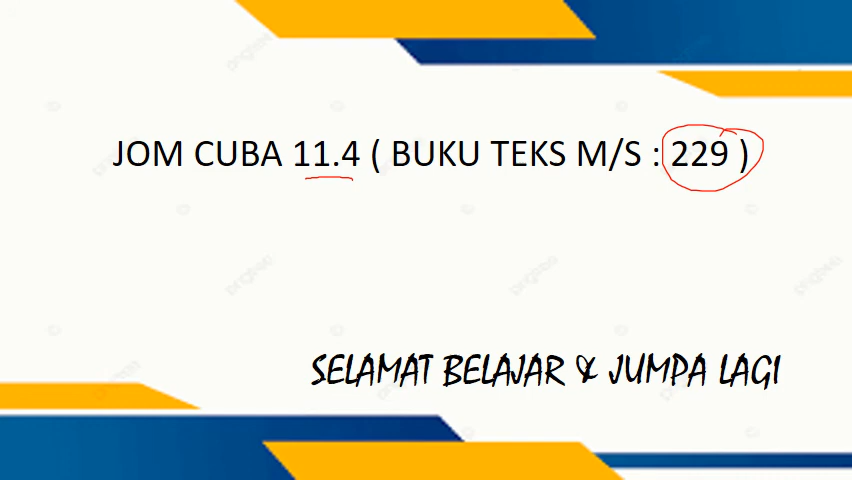 JOM CUBA 11.4 ( BUKU TEKS M/S : 229 )
SELAMAT BELAJAR & JUMPA LAGI